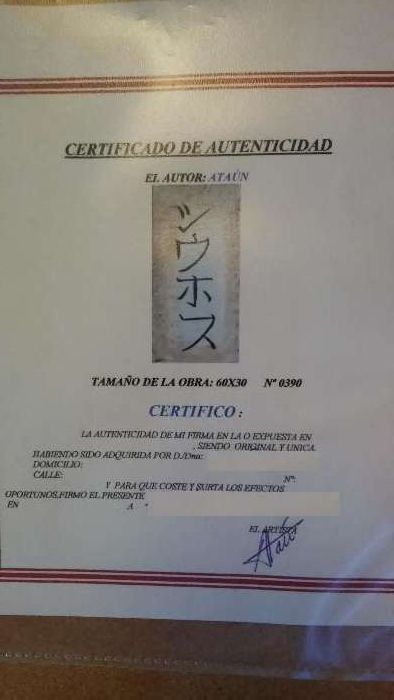 CERTIFICADO DE AUTENTICIDAD
EL AUTOR: ATAÚN
シウホス
TAMAÑO DE LA OBRA: 60X30 Nº 0390
CERTIFICO :
LA AUTENTICIDAD DE MI FIRMA EN LA O EXPUESTA EN
, SIENDO ORIGINAL Y UNICA.
HABIENDO SIDO ADQUIRIDA POR D/Dna:
DOMICILIO:
CALLE: Nº:
Y PARA QUE COSTE Y SURTA LOS EFECTOS
OPORTUNOS,FIRMO EL PRESENTE
EN A
EL ARTISTA
Ataún